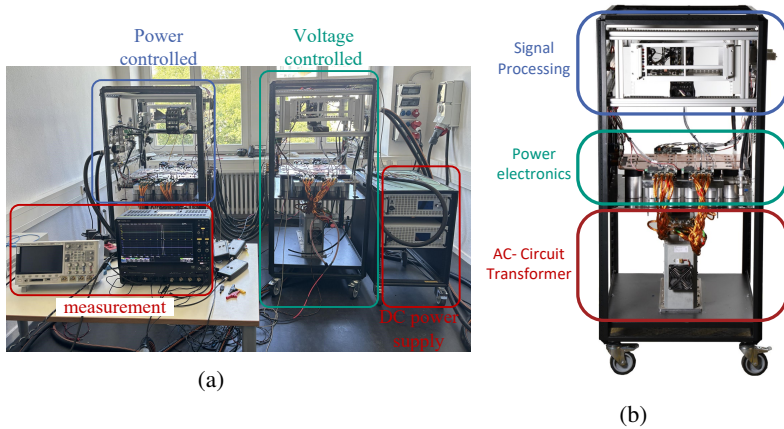 Power
controlled
Voltage
controlled
measurement
DC power
supply
(a)
Signal
Processing
Power
electronics
AC- Circuit
Transformer
(b)